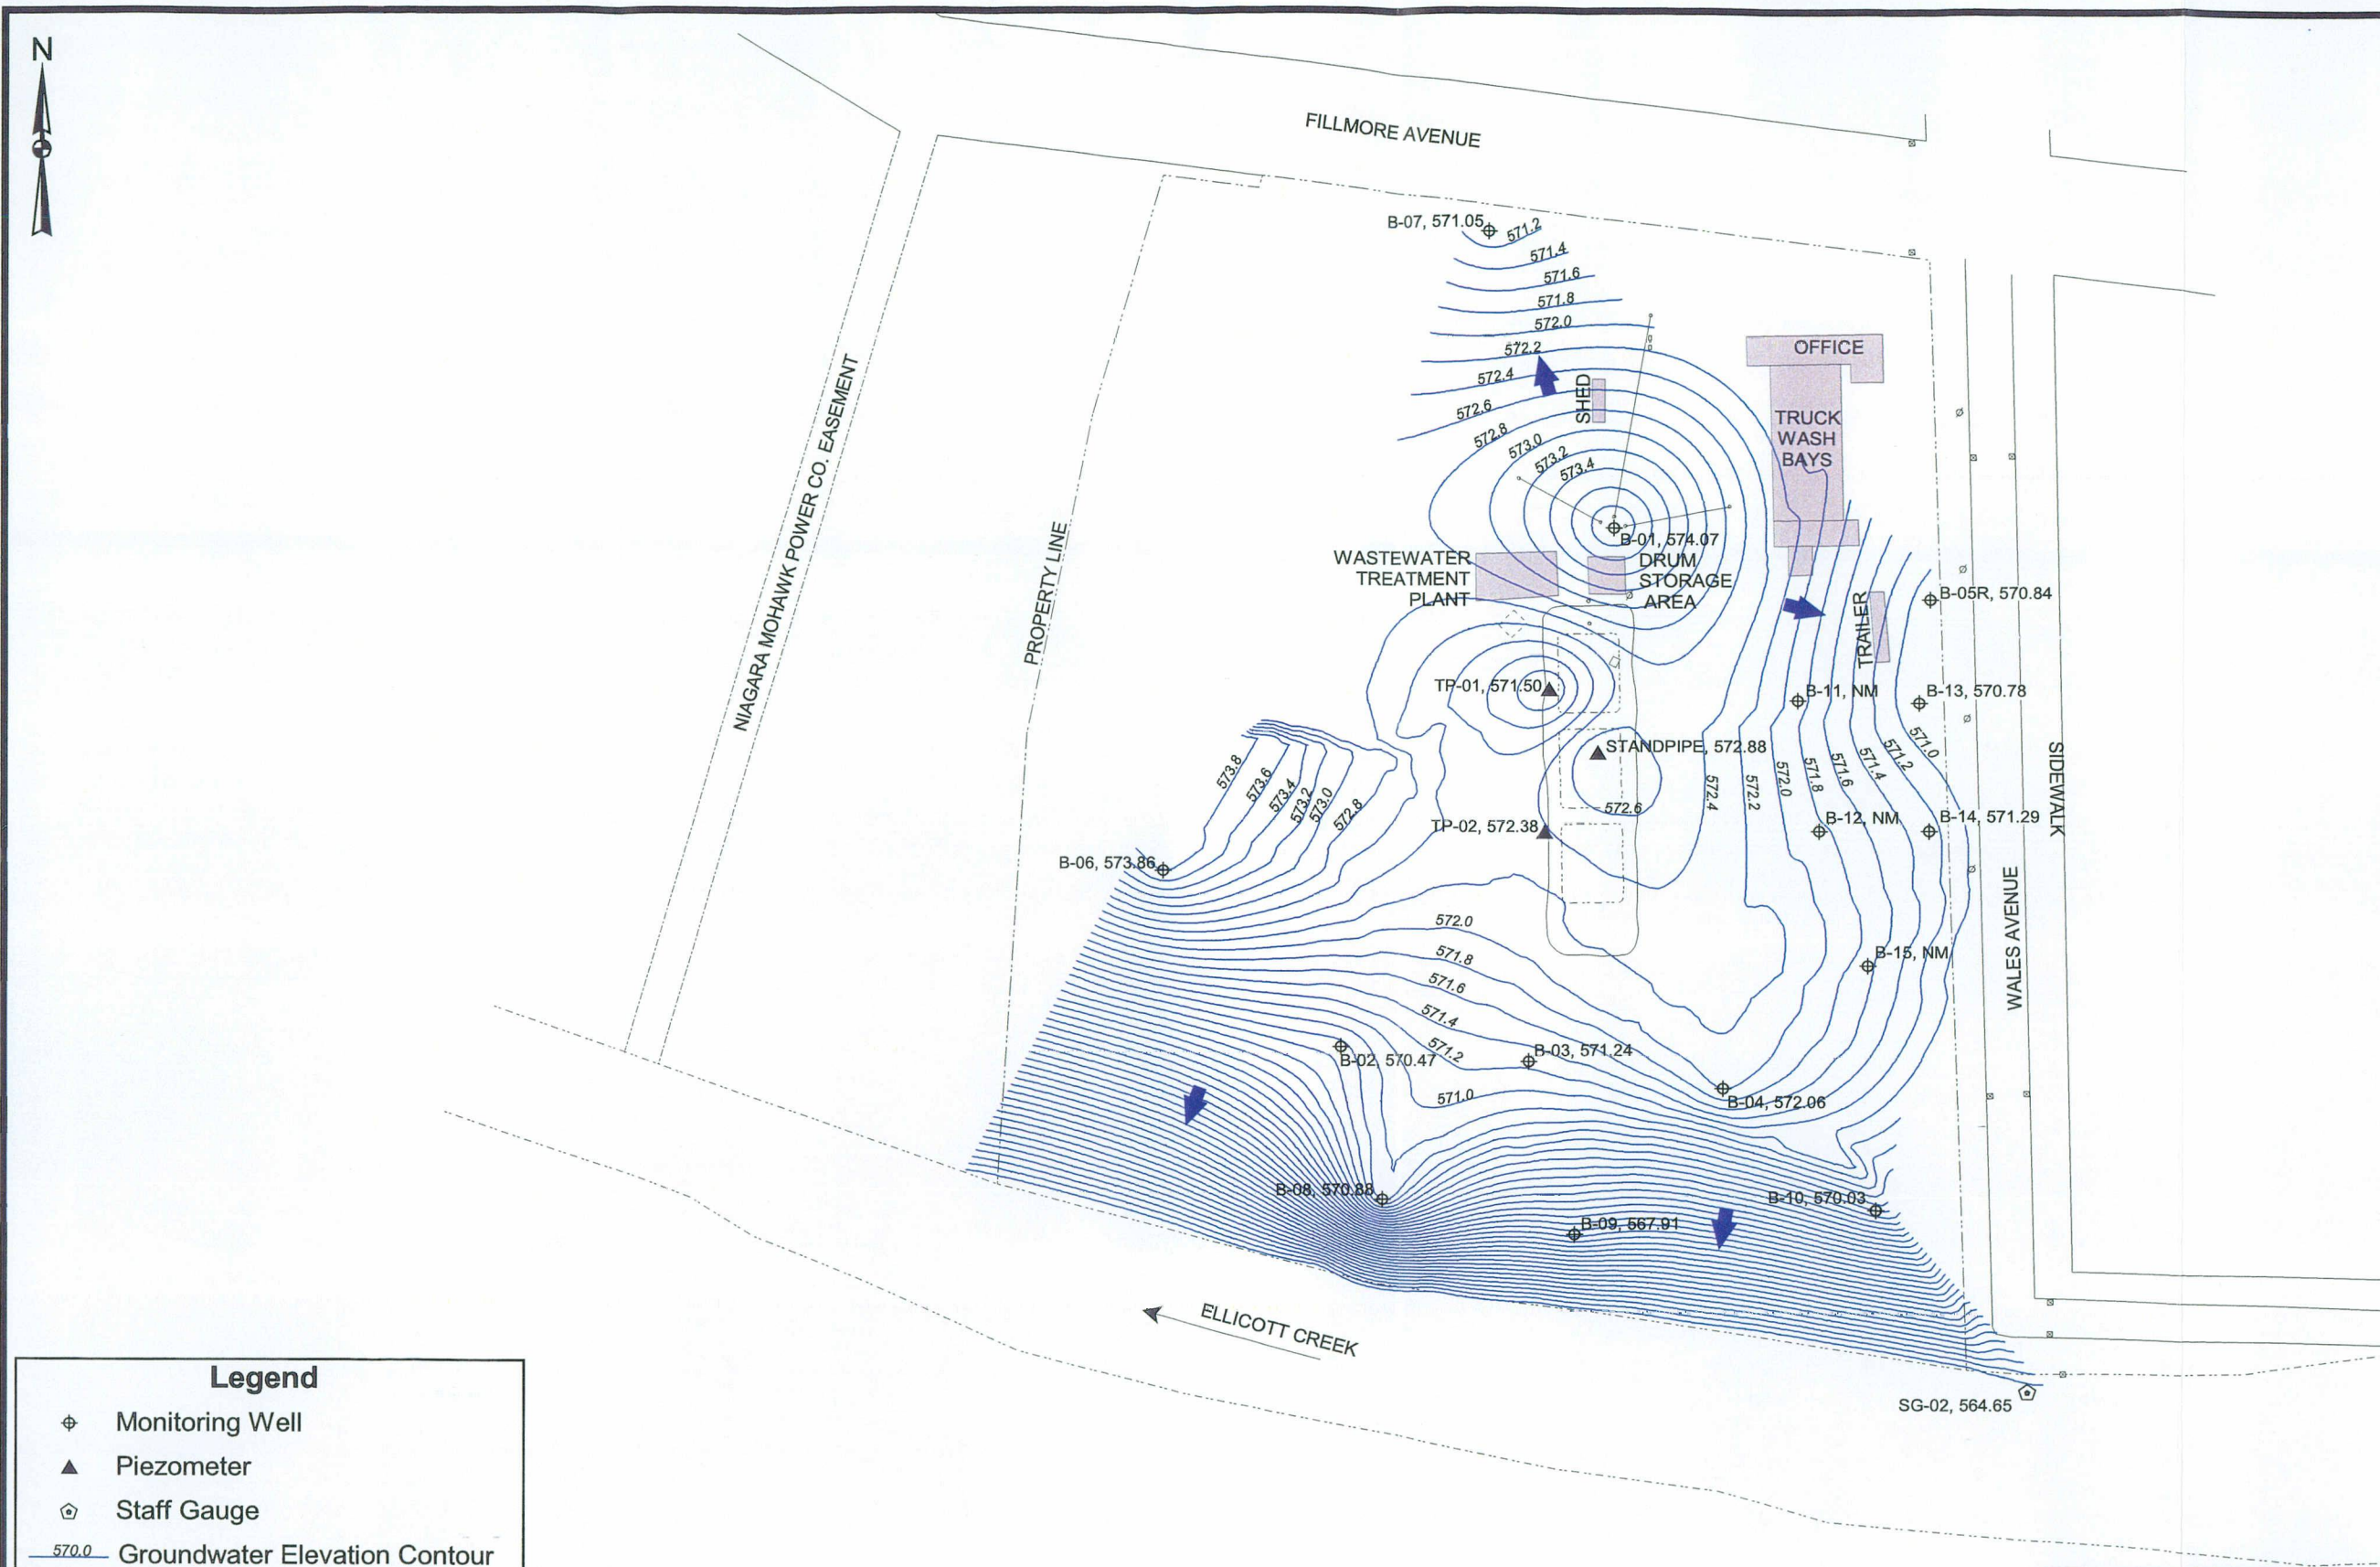 N
FILLMORE AVENUE
NIAGARA MOHAWK POWER CO. EASEMENT
PROPERTY LINE
B-07, 571.05
571.2
571.4
571.6
571.8
572.0
572.2
572.4
572.6
572.8
573.0
573.2
573.4
SHED
OFFICE
TRUCK
WASH
BAYS
B-01, 574.07
DRUM
STORAGE
AREA
WASTEWATER
TREATMENT
PLANT
TRAILER
B-05R, 570.84
B-11, NM
B-13, 570.78
TP-01, 571.50
STANDPIPE, 572.88
572.6
TP-02, 572.38
572.4
572.2
572.0
571.8
571.6
571.4
571.2
571.0
B-12, NM
B-14, 571.29
SIDEWALK
WALES AVENUE
573.8
573.6
573.4
573.2
573.0
572.8
B-06, 573.86
572.0
571.8
571.6
571.4
571.2
571.0
B-15, NM
B-02, 570.47
B-03, 571.24
B-04, 572.06
B-08, 570.88
B-09, 567.91
B-10, 570.03
ELLICOTT CREEK
SG-02, 564.65
Legend
Monitoring Well
Piezometer
Staff Gauge
570.0 Groundwater Elevation Contour